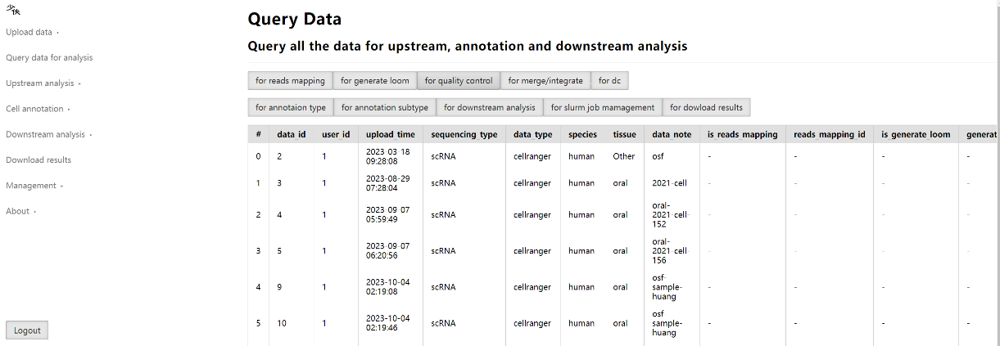 少侠
Upload data
Query data for analysis
Upstream analysis
Cell annotation
Downstream analysis
Download results
Management
About
Logout
Query Data
Query all the data for upstream, annotation and downstream analysis
for reads mapping for generate loom for quality control for merge/integrate for dc
for annotaion type for annotation subtype for downstream analysis for slurm job mamagement for dowload results
# data_id user_id upload_time sequencing_type data_type species tissue data_note is_reads_mapping reads_mapping_id is_generate_loom generat
0 2 1 2023-03-18 09:28:08 scRNA cellranger human Other osf - - - -
1 3 1 2023-08-29 07:28:04 scRNA cellranger human oral 2021-cell - - - -
2 4 1 2023-09-07 05:59:49 scRNA cellranger human oral oral-2021-cell-152 - - - -
3 5 1 2023-09-07 06:20:56 scRNA cellranger human oral oral-2021-cell-156 - - - -
4 9 1 2023-10-04 02:19:08 scRNA cellranger human oral osf-sample-huang - - - -
5 10 1 2023-10-04 02:19:46 scRNA cellranger human oral osf sample-huang - - - -